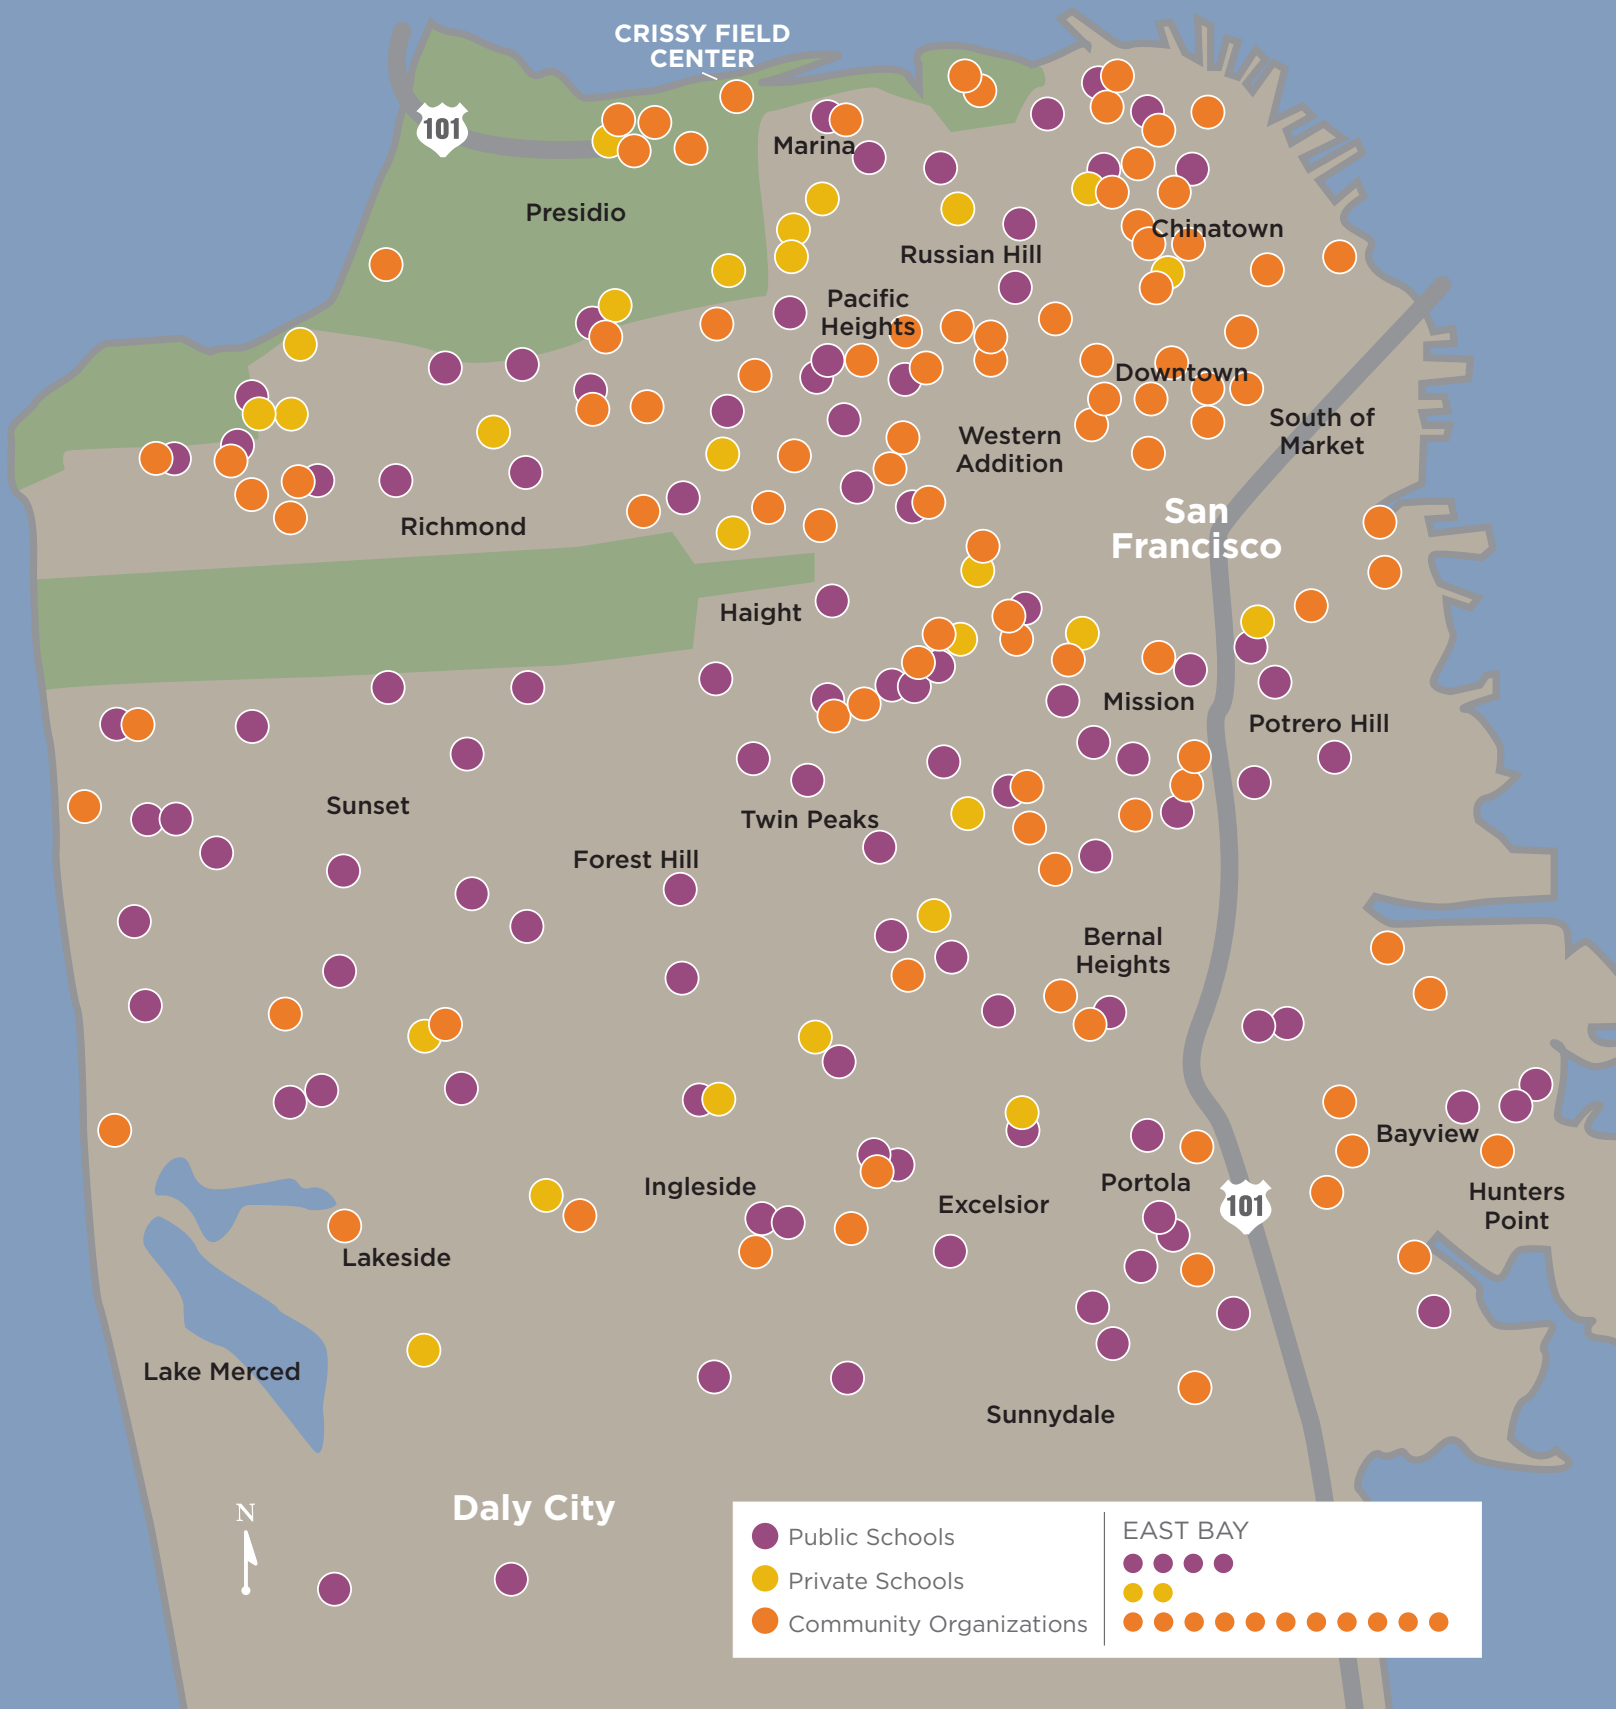 CRISSY FIELD
CENTER
101
Marina
Presidio
Chinatown
Russian Hill
Pacific
Heights
Downtown
South of
Market
Western
Addition
San
Francisco
Richmond
Haight
Mission
Potrero Hill
Sunset
Twin Peaks
Forest Hill
Bernal
Heights
Bayview
Ingleside
Portola
Excelsior
101
Hunters
Point
Lakeside
Lake Merced
Sunnydale
Daly City
N
Public Schools
Private Schools
Community Organizations
EAST BAY